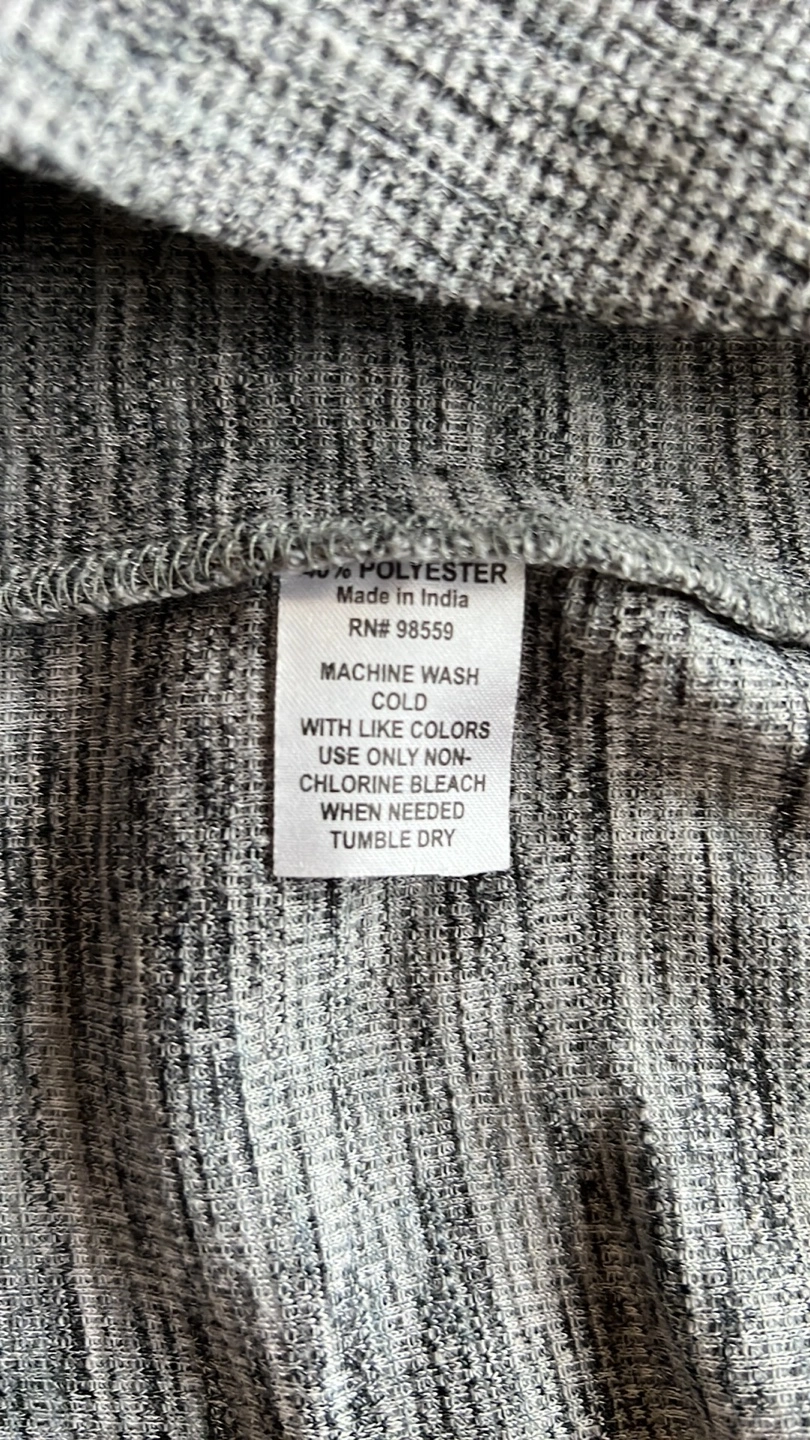 % POLYESTER
Made in India
RN# 98559
MACHINE WASH
COLD
WITH LIKE COLORS
USE ONLY NON-
CHLORINE BLEACH
WHEN NEEDED
TUMBLE DRY